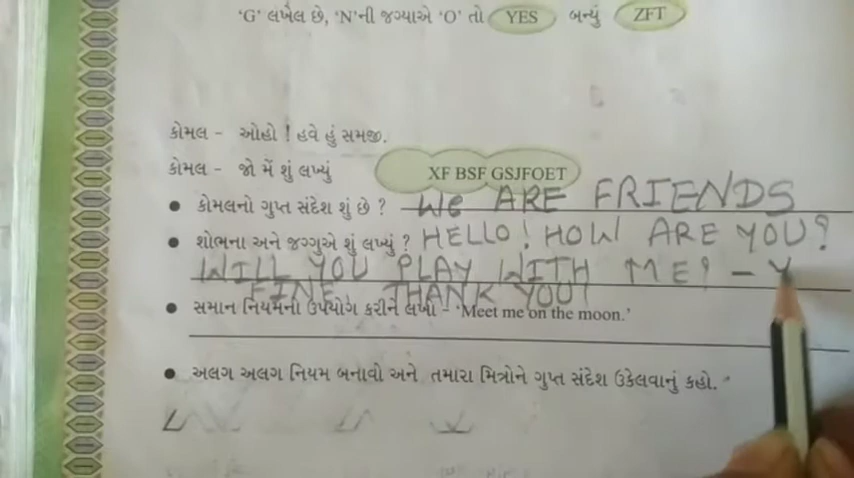 'G' લખેલ છે, 'N'ની જગ્યાએ 'O' તો YES બન્યું ZFT
કોમલ - ઓહો ! હવે હું સમજી.
કોમલ - જો મેં શું લખ્યું XF BSF GSJFOET
• કોમલનો ગુપ્ત સંદેશ શું છે ? We ARE FRIENDS
• શોભના અને જગ્ગુએ શું લખ્યું ? HELLO! HOW ARE YOU?
WILL YOU PLAY WITH ME? - Y
FINE THANK YOU!
• સમાન નિયમનો ઉપયોગ કરીને લખો - 'Meet me on the moon.'
• અલગ અલગ નિયમ બનાવો અને તમારા મિત્રોને ગુપ્ત સંદેશ ઉકેલવાનું કહો.